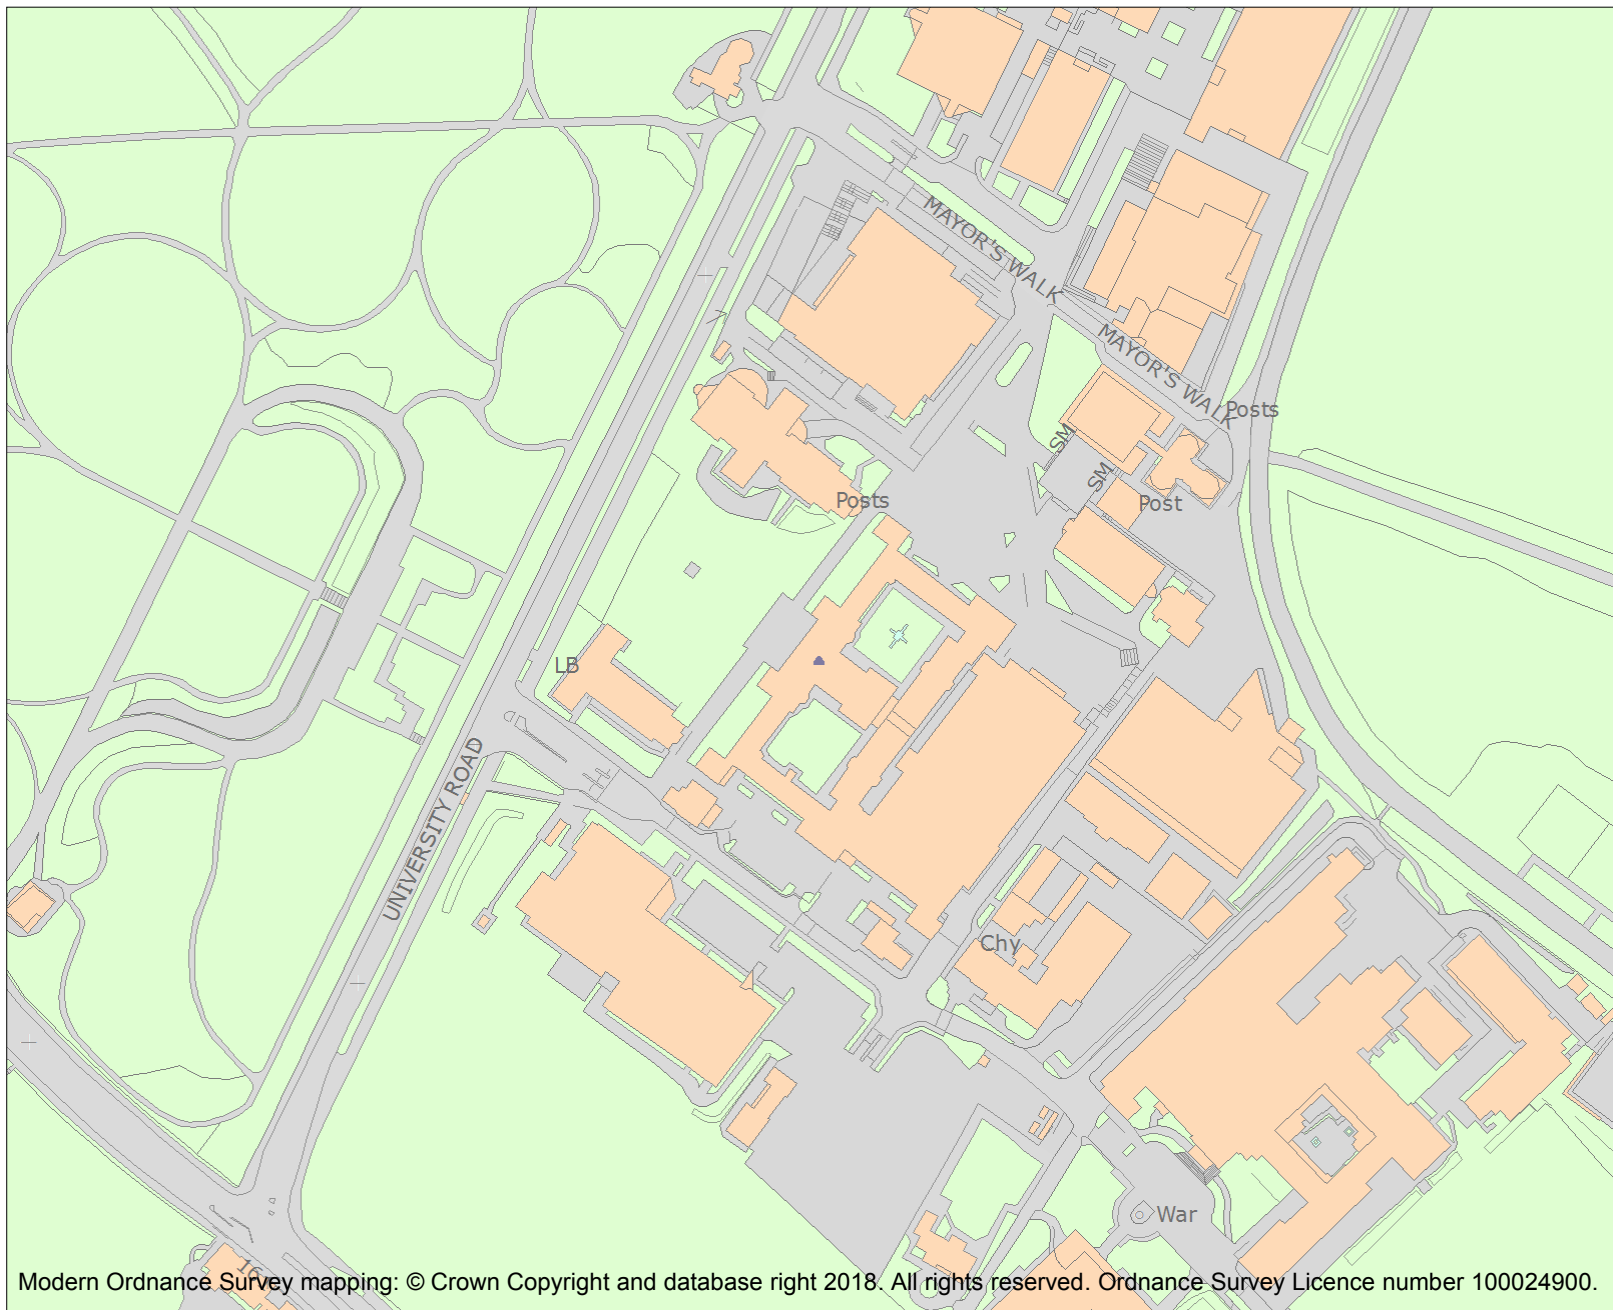 MAYOR'S WALK
MAYOR'S WALK
Posts
SM
SM
Posts
Post
LB
UNIVERSITY ROAD
Chy
War
Modern Ordnance Survey mapping: © Crown Copyright and database right 2018. All rights reserved. Ordnance Survey Licence number 100024900.